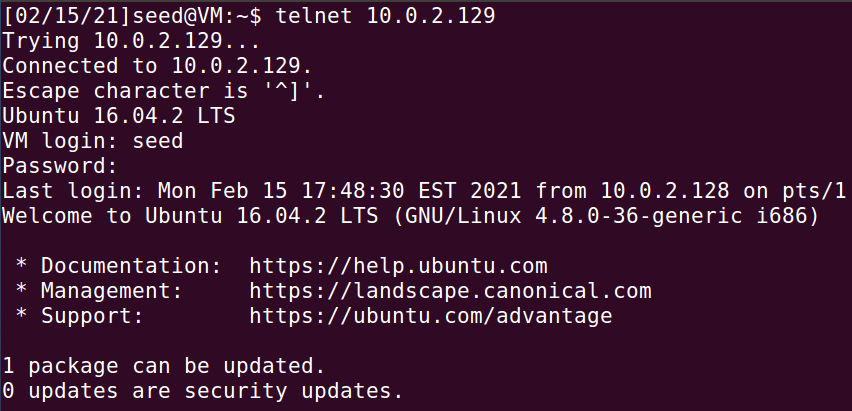 [02/15/21]seed@VM:~$ telnet 10.0.2.129
Trying 10.0.2.129...
Connected to 10.0.2.129.
Escape character is '^]'.
Ubuntu 16.04.2 LTS
VM login: seed
Password:
Last login: Mon Feb 15 17:48:30 EST 2021 from 10.0.2.128 on pts/1
Welcome to Ubuntu 16.04.2 LTS (GNU/Linux 4.8.0-36-generic i686)

 * Documentation:  https://help.ubuntu.com
 * Management:     https://landscape.canonical.com
 * Support:        https://ubuntu.com/advantage

1 package can be updated.
0 updates are security updates.